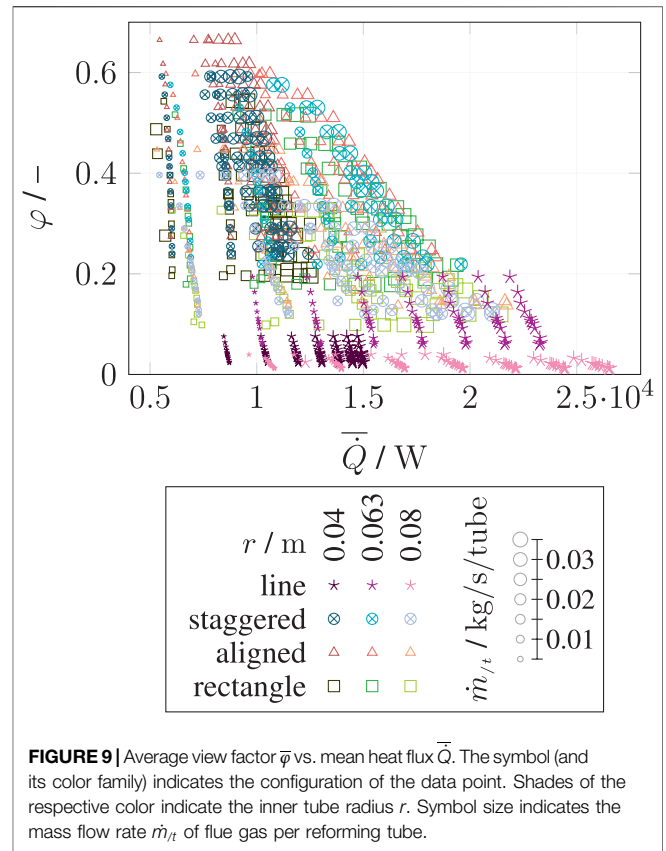 0.6
0.4
0.2
0
φ / −
0.5 1 1.5 2 2.5·10⁴
Q̇̅ / W
r / m 0.04 0.063 0.08
line
staggered
aligned
rectangle
ṁ/t / kg/s/tube
0.03
0.02
0.01
FIGURE 9 | Average view factor φ̅ vs. mean heat flux Q̇̅. The symbol (and
its color family) indicates the configuration of the data point. Shades of the
respective color indicate the inner tube radius r. Symbol size indicates the
mass flow rate ṁ/t of flue gas per reforming tube.